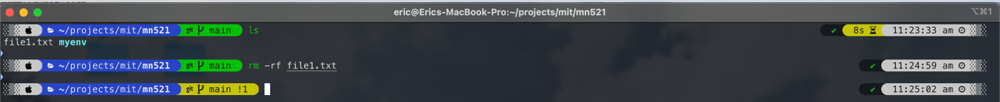 eric@Erics-MacBook-Pro:~/projects/mit/mn521 ⌥⌘1
~/projects/mit/mn521 git main ls ✔ 8s 11:23:33 am
file1.txt myenv
~/projects/mit/mn521 git main rm -rf file1.txt ✔ 11:24:59 am
~/projects/mit/mn521 git main !1 ✔ 11:25:02 am